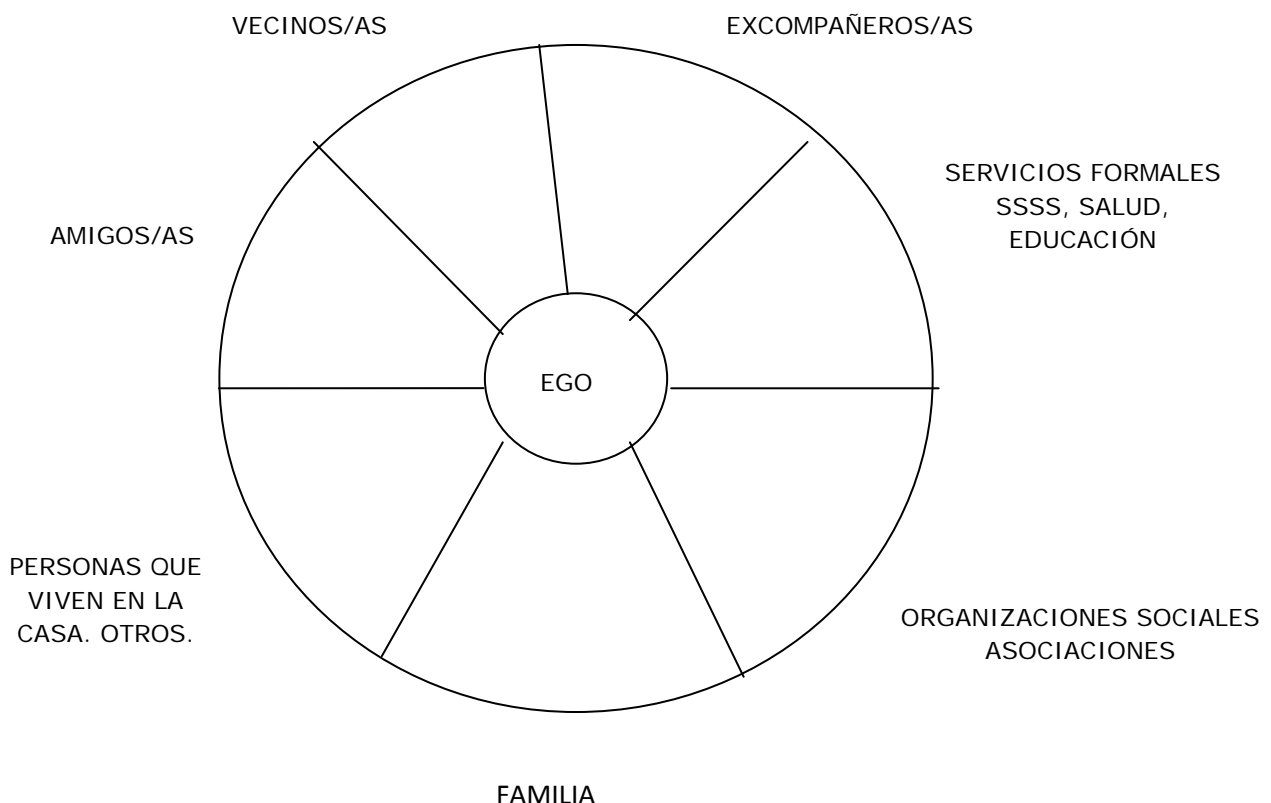 VECINOS/AS
EXCOMPAÑEROS/AS
SERVICIOS FORMALES
SSSS, SALUD,
EDUCACIÓN
AMIGOS/AS
EGO
PERSONAS QUE
VIVEN EN LA
CASA. OTROS.
ORGANIZACIONES SOCIALES
ASOCIACIONES
FAMILIA